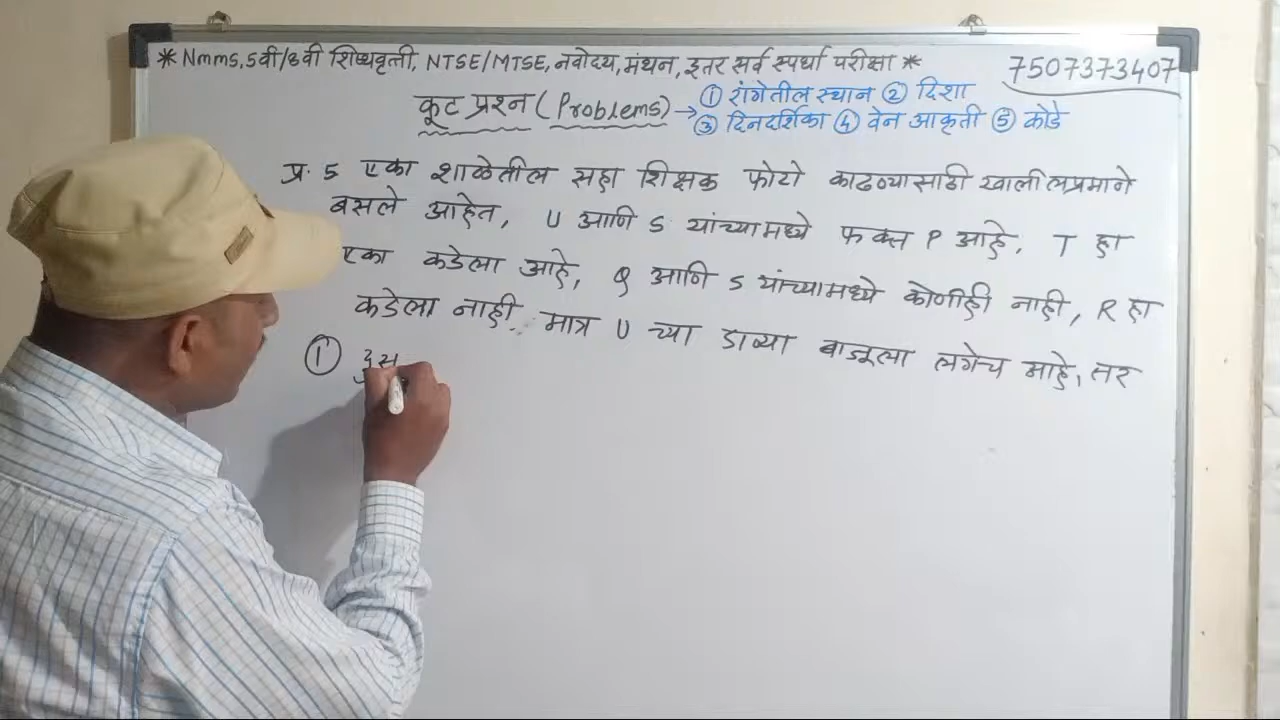 * Nmms, 5वी/8वी शिष्यवृत्ती, NTSE/MTSE, नवोदय, मंथन, इतर सर्व स्पर्धा परीक्षा *
7507373407
कूट प्रश्न (Problems) → ① रांगेतील स्थान ② दिशा
③ दिनदर्शिका ④ वेन आकृती ⑤ कोडे
प्र. 5 एका शाळेतील सहा शिक्षक फोटो काढण्यासाठी खालीलप्रमाणे
बसले आहेत, U आणि S यांच्यामध्ये फक्त P आहे. T हा
एका कडेला आहे, Q आणि S यांच्यामध्ये कोणीही नाही, R हा
कडेला नाही, मात्र U च्या डाव्या बाजूला लगेच आहे, तर
① दुस